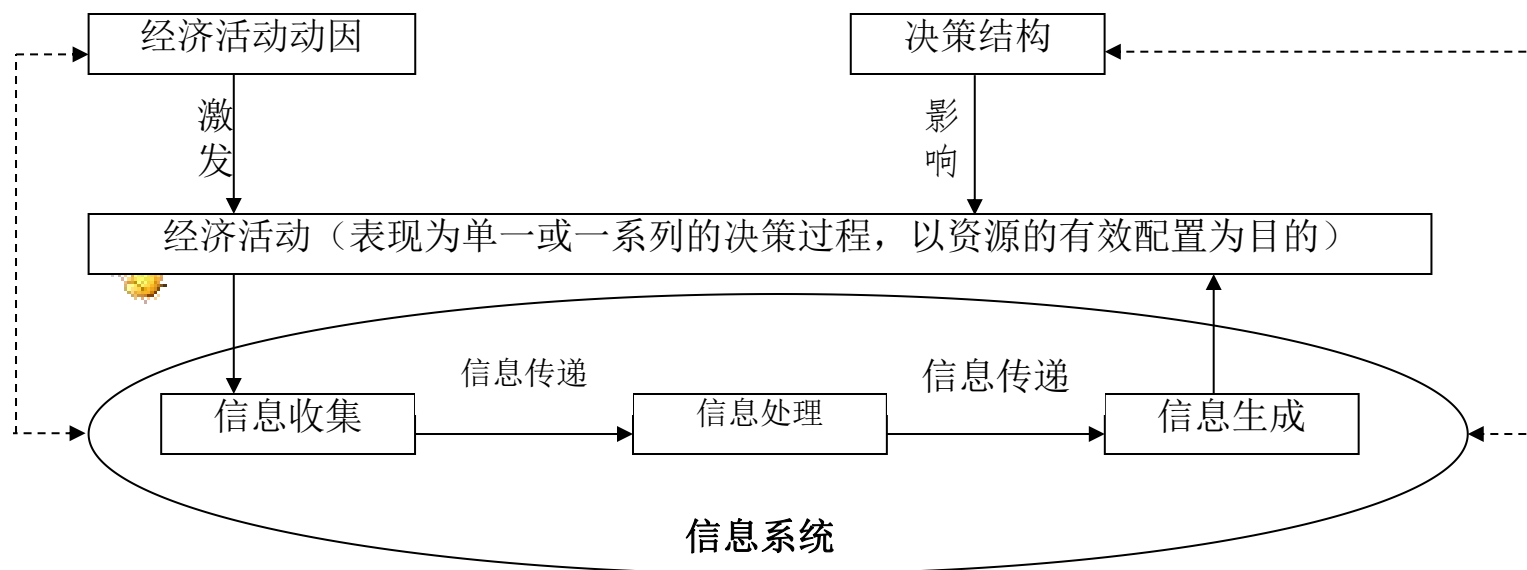 经济活动动因
决策结构
激发
影响
经济活动（表现为单一或一系列的决策过程，以资源的有效配置为目的）
信息传递
信息传递
信息收集
信息处理
信息生成
信息系统